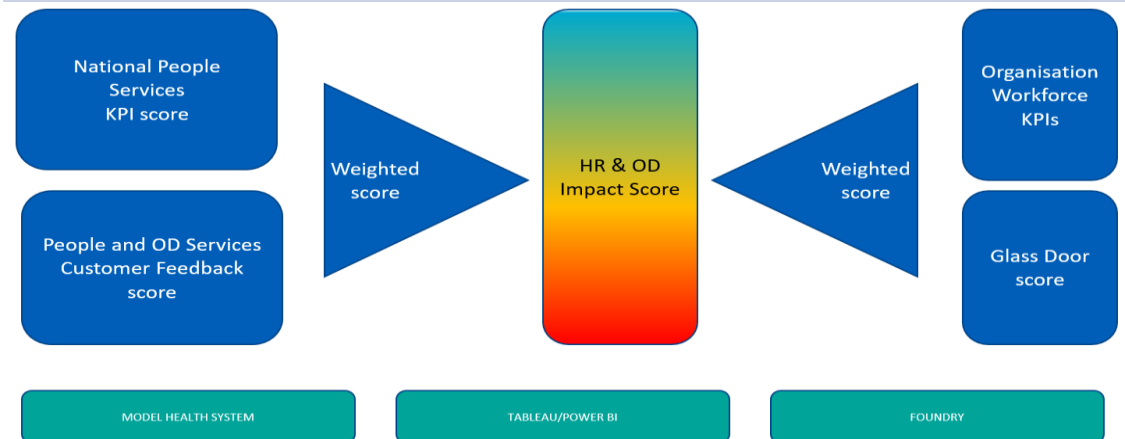 National People
Services
KPI score
People and OD Services
Customer Feedback
score
Weighted
score
HR & OD
Impact Score
Weighted
score
Organisation
Workforce
KPIs
Glass Door
score
MODEL HEALTH SYSTEM
TABLEAU/POWER BI
FOUNDRY